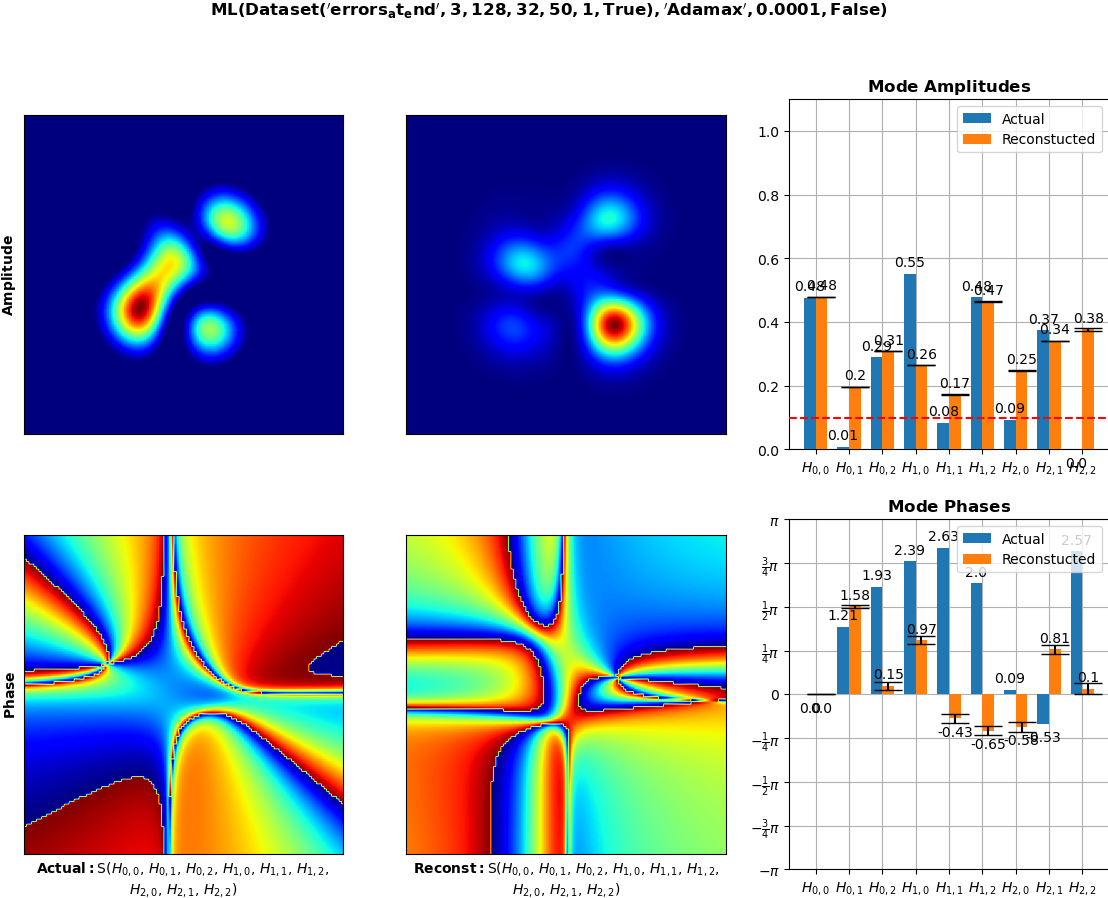 ML(Dataset('errors_at_end', 3, 128, 32, 50, 1, True), 'Adamax', 0.0001, False)
Mode Amplitudes
Amplitude
Actual
Reconstucted
1.0
0.8
0.6
0.4
0.2
0.0
0.48
0.48
0.01
0.2
0.29
0.31
0.55
0.26
0.08
0.17
0.48
0.47
0.09
0.25
0.37
0.34
0.0
0.38
H0,0 H0,1 H0,2 H1,0 H1,1 H1,2 H2,0 H2,1 H2,2
Mode Phases
Phase
Actual
Reconstucted
π
3/4π
1/2π
1/4π
0
−1/4π
−1/2π
−3/4π
−π
0.0
0.0
1.21
1.58
1.93
0.15
2.39
0.97
2.63
-0.43
2.0
-0.65
0.09
-0.58
-0.53
0.81
2.57
0.1
H0,0 H0,1 H0,2 H1,0 H1,1 H1,2 H2,0 H2,1 H2,2
Actual: S(H0,0, H0,1, H0,2, H1,0, H1,1, H1,2,
H2,0, H2,1, H2,2)
Reconst: S(H0,0, H0,1, H0,2, H1,0, H1,1, H1,2,
H2,0, H2,1, H2,2)